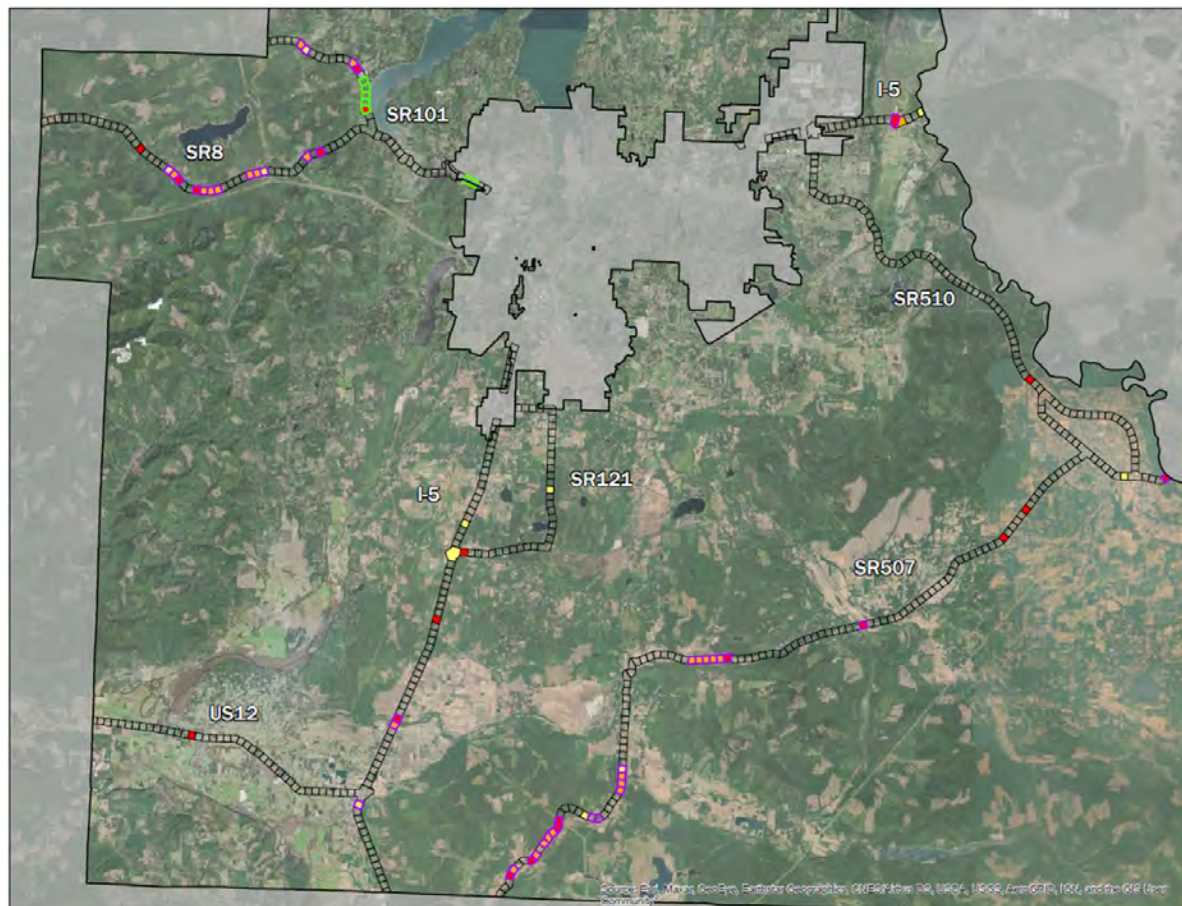 I-5
SR101
SR8
SR510
SR121
I-5
SR507
US12
Source: Esri, Maxar, GeoEye, Earthstar Geographics, CNES/Airbus DS, USDA, USGS, AeroGRID, IGN, and the GIS User
Community